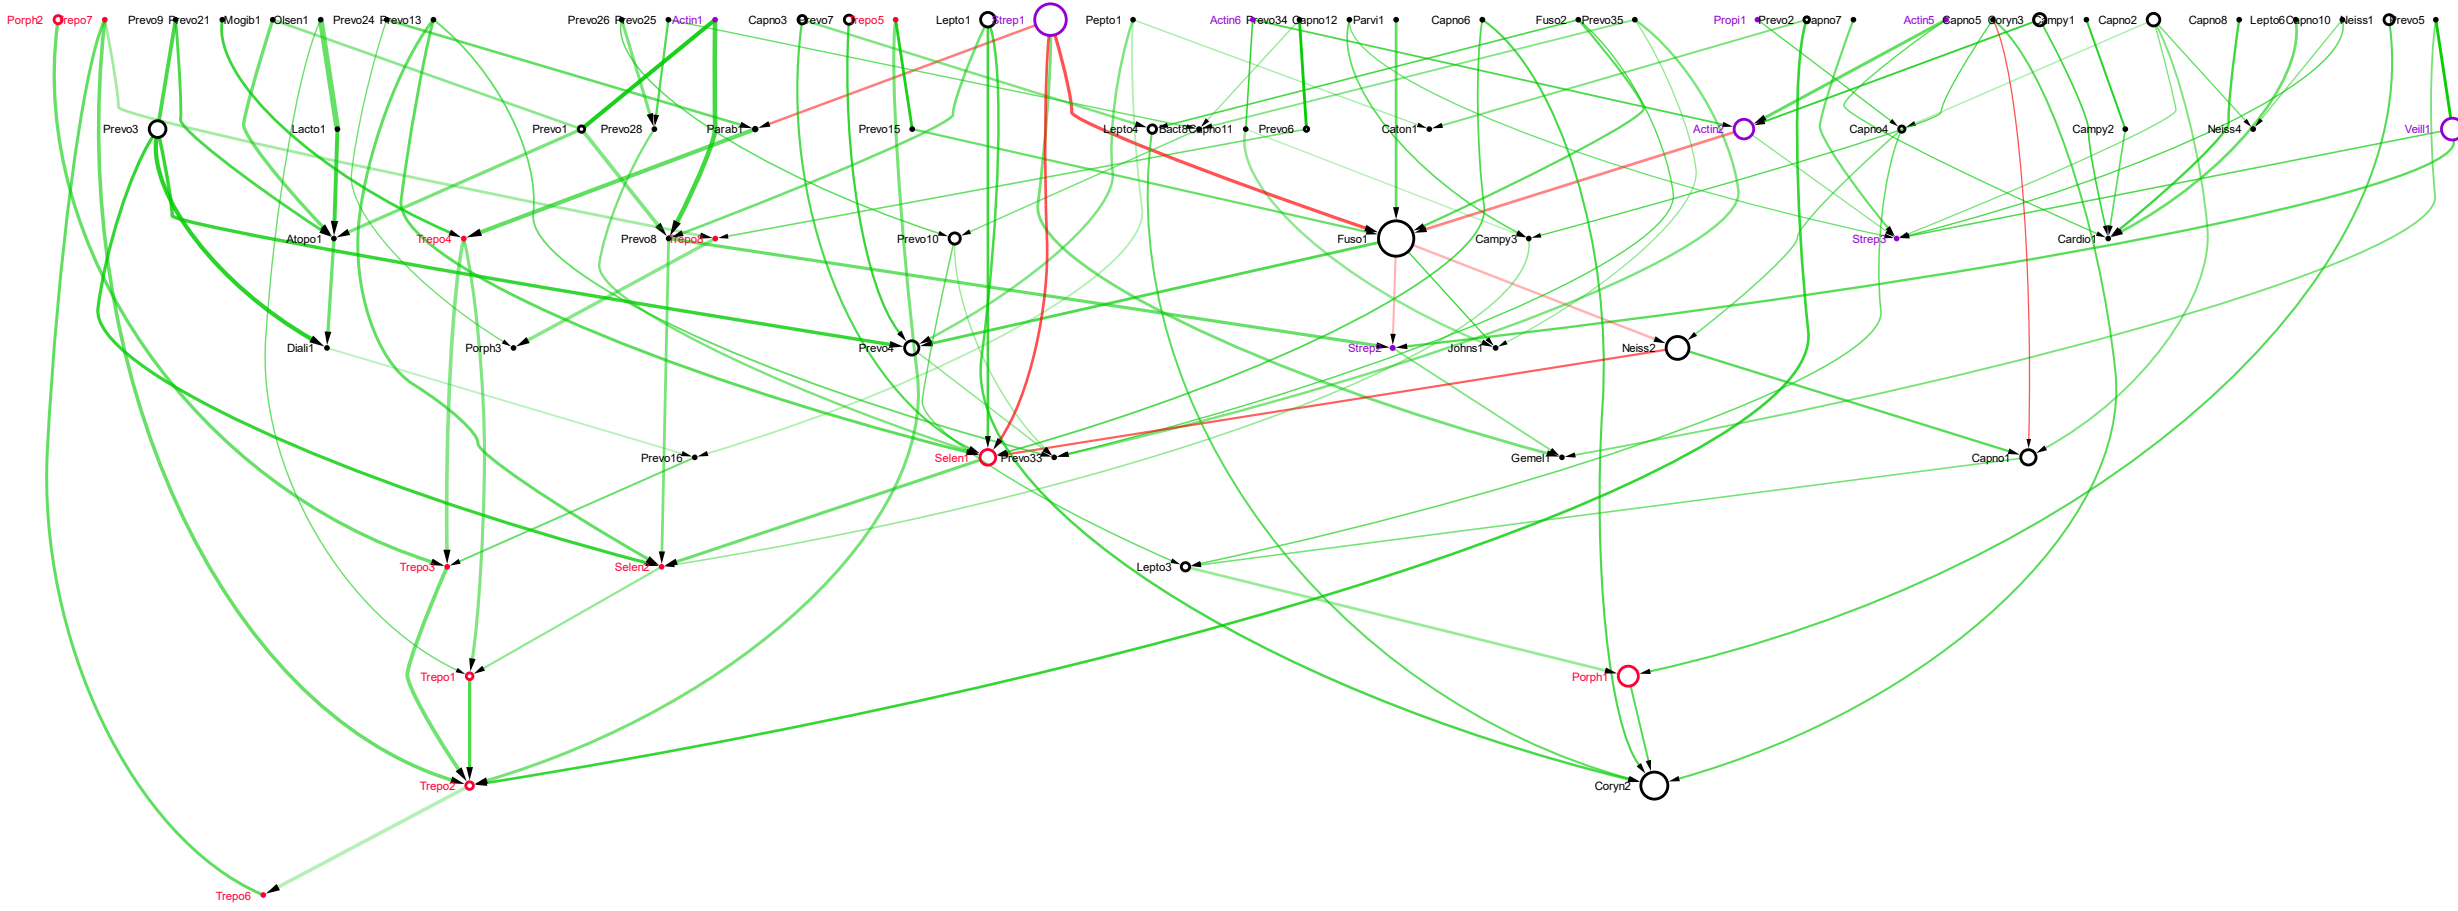 Porph2 Trepo7 Prevo9 Prevo21 Mogib1 Olsen1 Prevo24 Prevo13 Prevo26 Prevo25 Actin1 Capno3 Prevo7 Trepo5 Lepto1 Strep1 Pepto1 Actin6 Prevo34 Capno12 Parvi1 Capno6 Fuso2 Prevo35 Propi1 Prevo2 Capno7 Actin5 Capno5 Coryn3 Campy1 Capno2 Capno8 Lepto6 Capno10 Neiss1 Prevo5
Prevo3 Lacto1 Prevo1 Prevo28 Parab1 Prevo15 Lepto4 Bact8 Capno11 Prevo6 Caton1 Actin2 Capno4 Campy2 Neiss4 Veill1
Atopo1 Trepo4 Prevo8 Prevo10 Fuso1 Campy3 Strep3 Cardio1
Diali1 Porph3 Prevo4 Strep2 Johns1 Neiss2
Prevo16 Selen1 Prevo33 Gemel1 Capno1
Trepo3 Selen2 Lepto3
Trepo1 Porph1
Trepo2 Coryn2
Trepo6